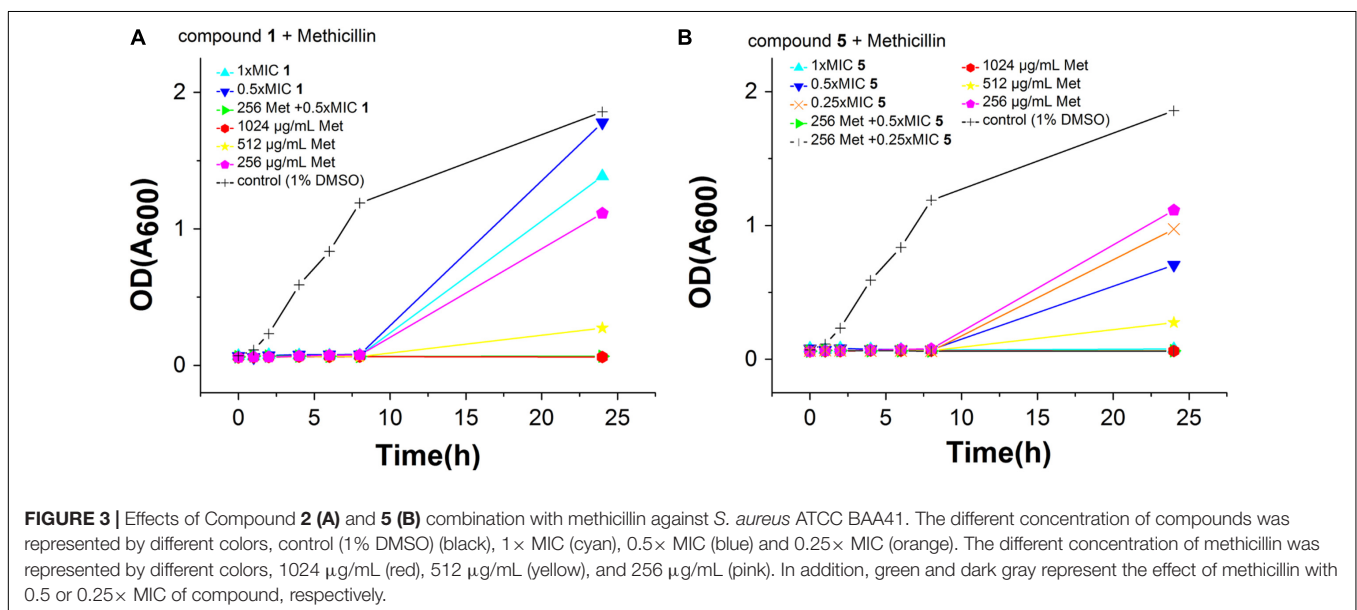 A
compound 1 + Methicillin
1xMIC 1
0.5xMIC 1
256 Met +0.5xMIC 1
1024 µg/mL Met
512 µg/mL Met
256 µg/mL Met
control (1% DMSO)
OD(A600)
2
1
0
0 5 10 15 20 25
Time(h)
B
compound 5 + Methicillin
1xMIC 5
0.5xMIC 5
0.25xMIC 5
256 Met +0.5xMIC 5
256 Met +0.25xMIC 5
1024 µg/mL Met
512 µg/mL Met
256 µg/mL Met
control (1% DMSO)
OD(A600)
2
1
0
0 5 10 15 20 25
Time(h)
FIGURE 3 | Effects of Compound 2 (A) and 5 (B) combination with methicillin against S. aureus ATCC BAA41. The different concentration of compounds was
represented by different colors, control (1% DMSO) (black), 1× MIC (cyan), 0.5× MIC (blue) and 0.25× MIC (orange). The different concentration of methicillin was
represented by different colors, 1024 µg/mL (red), 512 µg/mL (yellow), and 256 µg/mL (pink). In addition, green and dark gray represent the effect of methicillin with
0.5 or 0.25× MIC of compound, respectively.